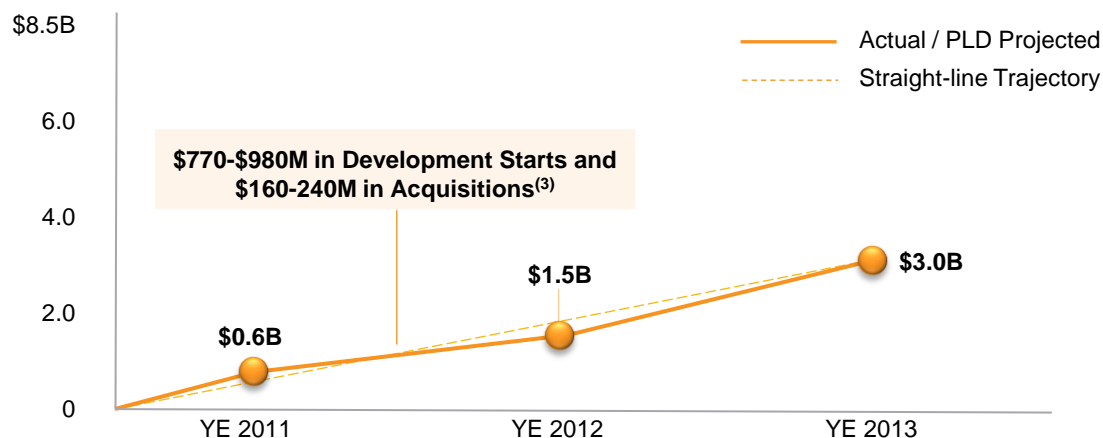 $8.5B
Actual / PLD Projected
Straight-line Trajectory
6.0
$770-$980M in Development Starts and
$160-240M in Acquisitions(3)
4.0
$1.5B
$3.0B
2.0
$0.6B
0
YE 2011
YE 2012
YE 2013